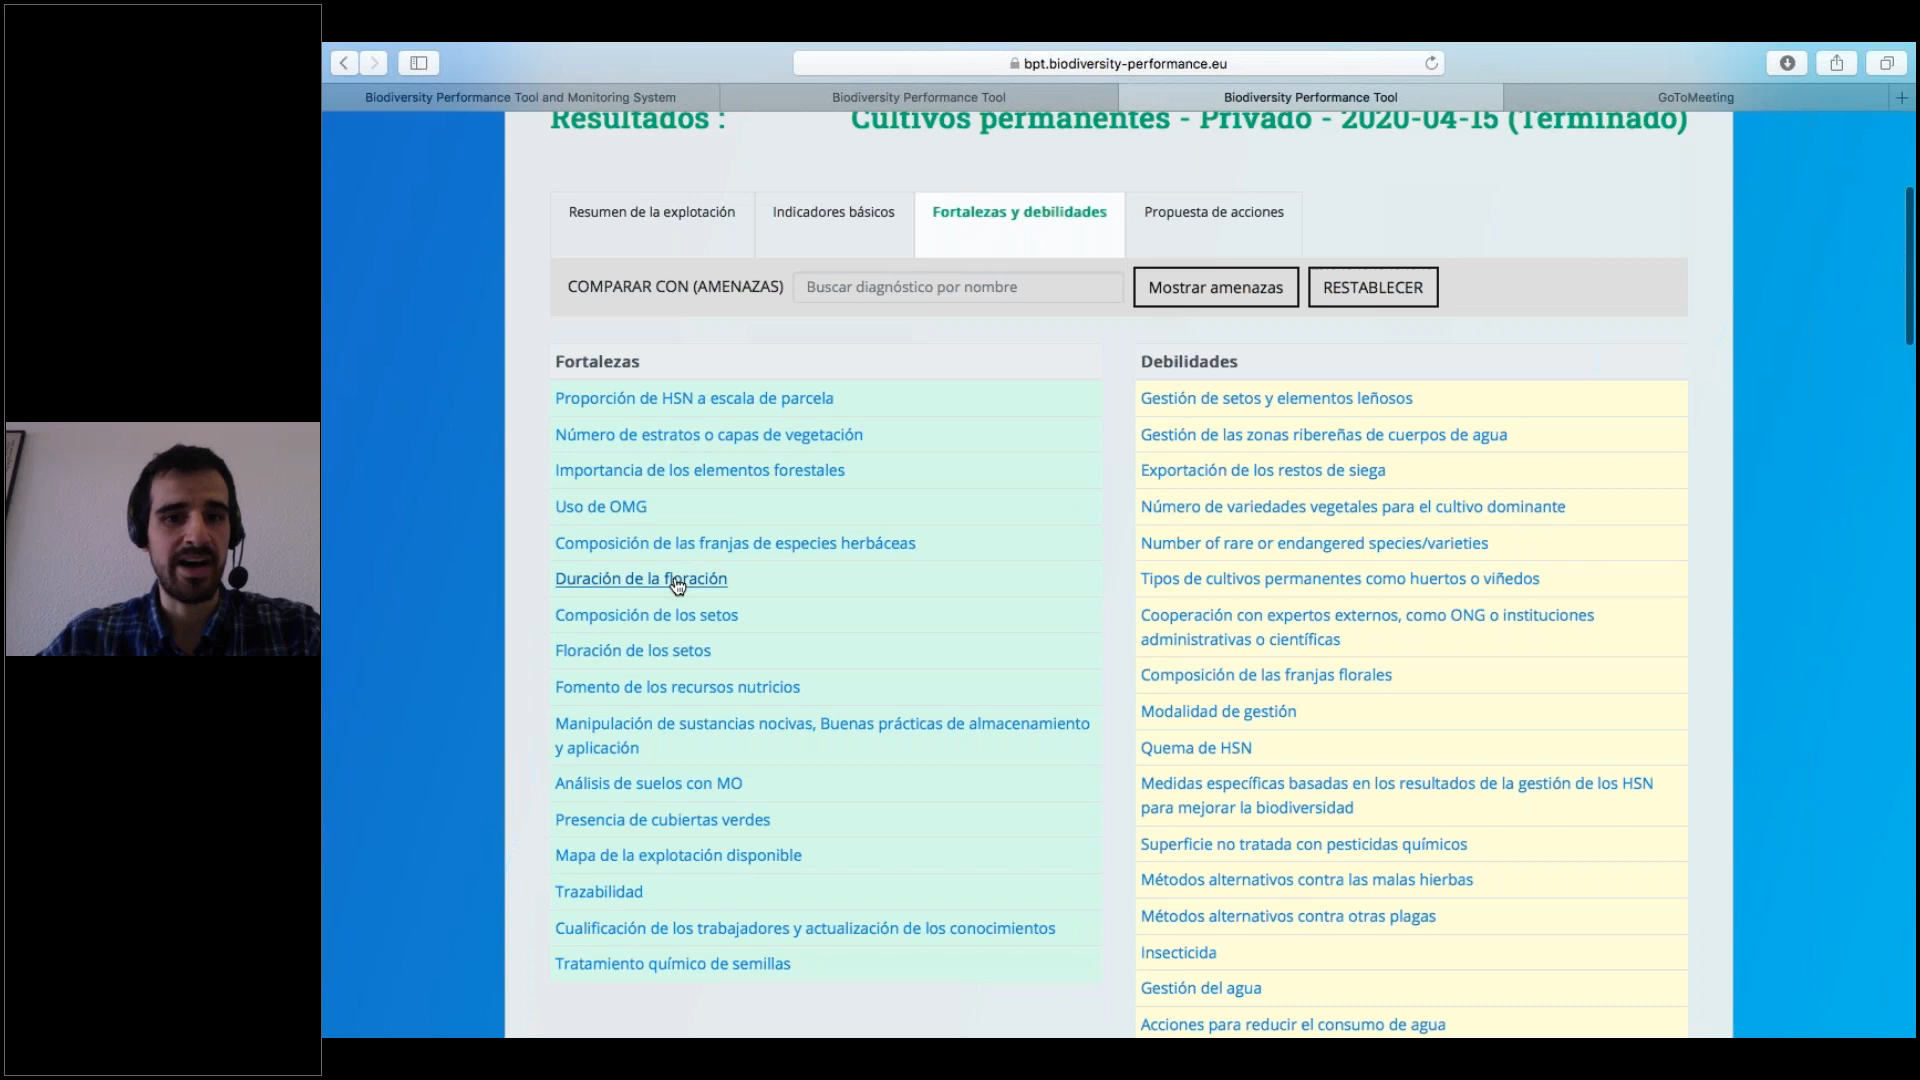 bpt.biodiversity-performance.eu
Biodiversity Performance Tool and Monitoring System
Biodiversity Performance Tool
Biodiversity Performance Tool
GoToMeeting
Resultados :
Cultivos permanentes - Privado - 2020-04-15 (Terminado)
Resumen de la explotación
Indicadores básicos
Fortalezas y debilidades
Propuesta de acciones
COMPARAR CON (AMENAZAS)
Buscar diagnóstico por nombre
Mostrar amenazas
RESTABLECER
Fortalezas
Proporción de HSN a escala de parcela
Número de estratos o capas de vegetación
Importancia de los elementos forestales
Uso de OMG
Composición de las franjas de especies herbáceas
Duración de la floración
Composición de los setos
Floración de los setos
Fomento de los recursos nutricios
Manipulación de sustancias nocivas, Buenas prácticas de almacenamiento
y aplicación
Análisis de suelos con MO
Presencia de cubiertas verdes
Mapa de la explotación disponible
Trazabilidad
Cualificación de los trabajadores y actualización de los conocimientos
Tratamiento químico de semillas
Debilidades
Gestión de setos y elementos leñosos
Gestión de las zonas ribereñas de cuerpos de agua
Exportación de los restos de siega
Número de variedades vegetales para el cultivo dominante
Number of rare or endangered species/varieties
Tipos de cultivos permanentes como huertos o viñedos
Cooperación con expertos externos, como ONG o instituciones
administrativas o científicas
Composición de las franjas florales
Modalidad de gestión
Quema de HSN
Medidas específicas basadas en los resultados de la gestión de los HSN
para mejorar la biodiversidad
Superficie no tratada con pesticidas químicos
Métodos alternativos contra las malas hierbas
Métodos alternativos contra otras plagas
Insecticida
Gestión del agua
Acciones para reducir el consumo de agua